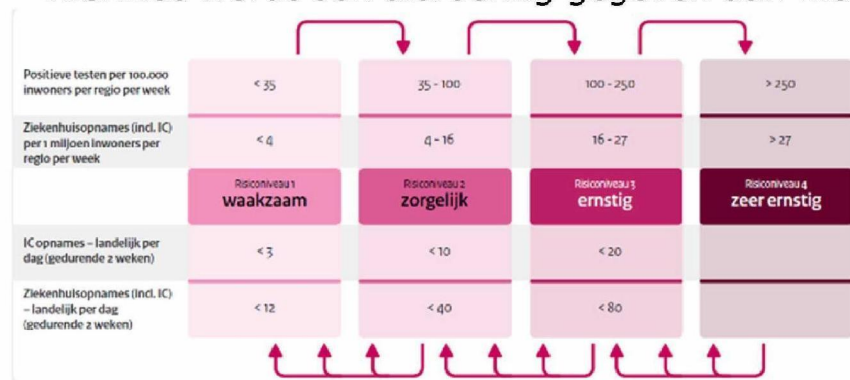 Positieve testen per 100.000
inwoners per regio per week
< 35
35 - 100
100 - 250
> 250
Ziekenhuisopnames (incl. IC)
per 1 miljoen inwoners per
regio per week
< 4
4 - 16
16 - 27
> 27
Risiconiveau 1
waakzaam
Risiconiveau 2
zorgelijk
Risiconiveau 3
ernstig
Risiconiveau 4
zeer ernstig
IC opnames – landelijk per
dag (gedurende 2 weken)
< 3
< 10
< 20
Ziekenhuisopnames (incl. IC)
– landelijk per dag
(gedurende 2 weken)
< 12
< 40
< 80